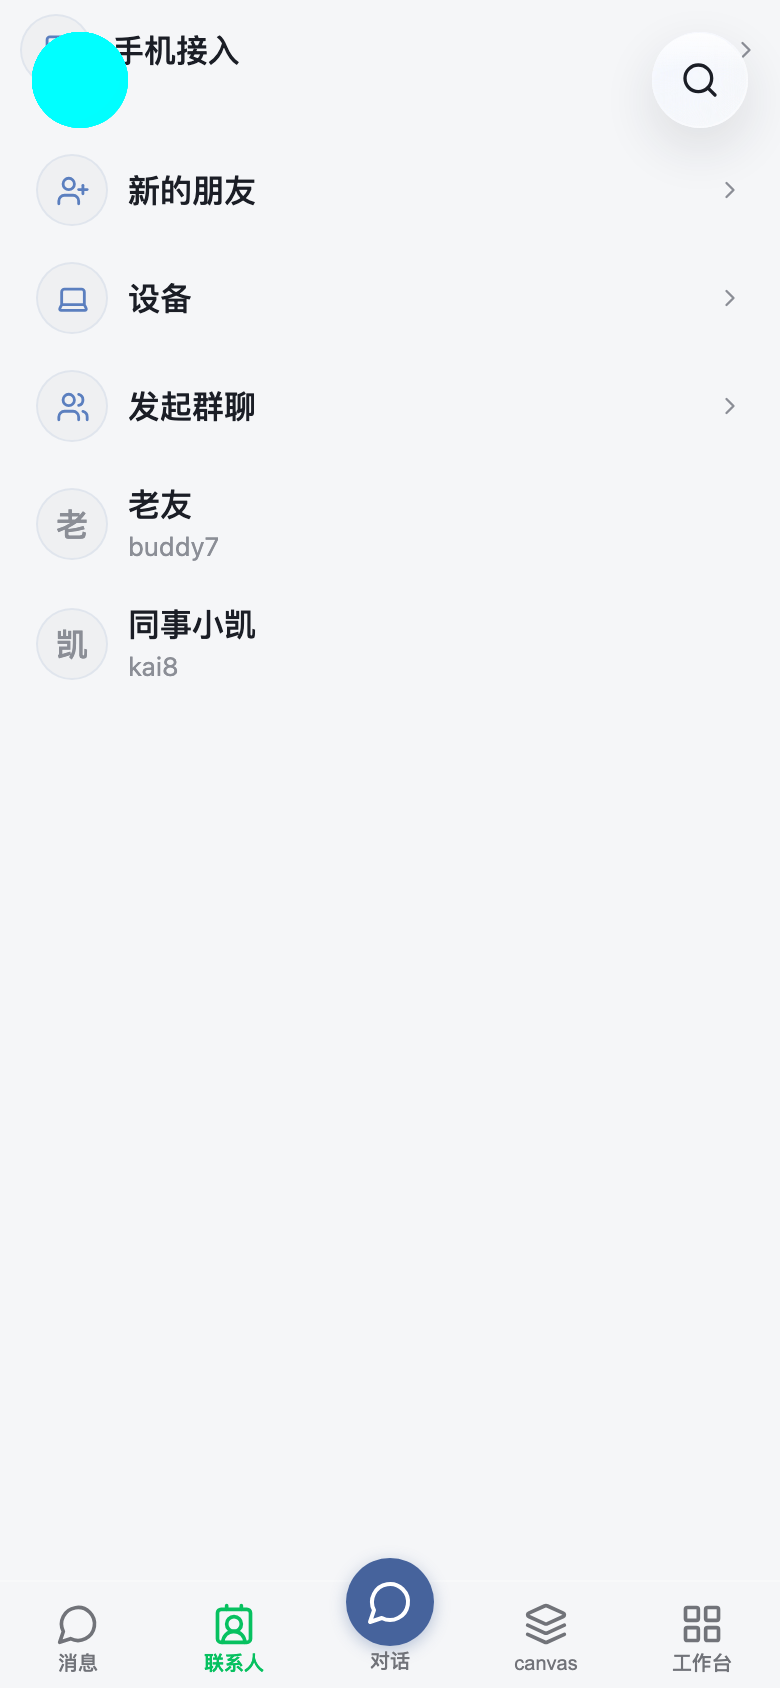 手机接入
新的朋友
设备
发起群聊
老
老友
buddy7
凯
同事小凯
kai8
消息
联系人
对话
canvas
工作台